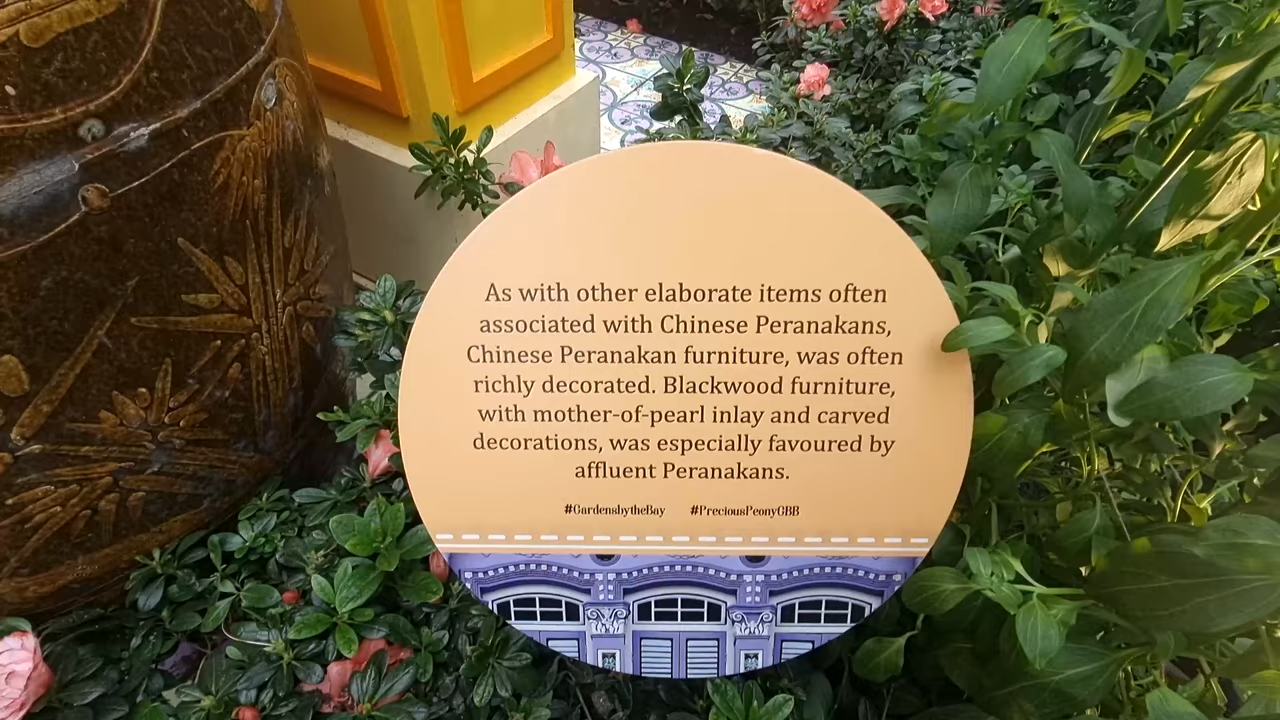 As with other elaborate items often
associated with Chinese Peranakans,
Chinese Peranakan furniture, was often
richly decorated. Blackwood furniture,
with mother-of-pearl inlay and carved
decorations, was especially favoured by
affluent Peranakans.
#GardensbytheBay #PreciousPeonyGBB